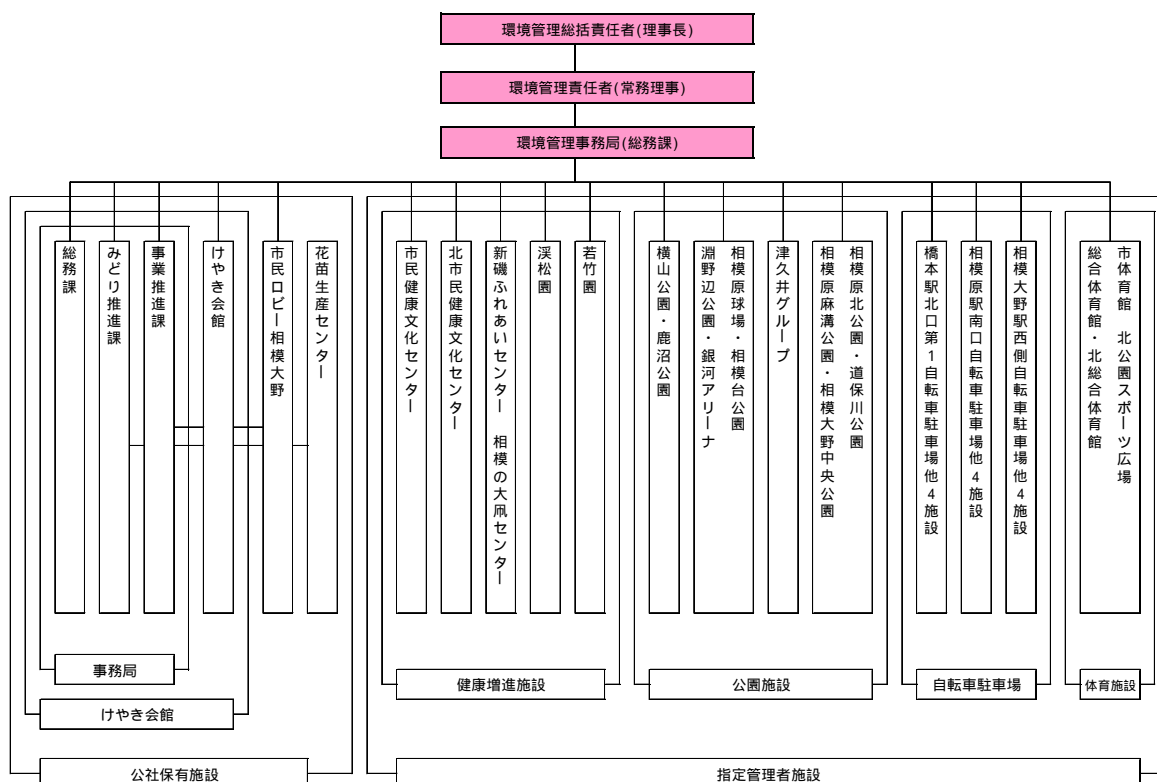 環境管理総括責任者(理事長)
環境管理責任者(常務理事)
環境管理事務局(総務課)
総務課
みどり推進課
事業推進課
けやき会館
市民ロビー相模大野
花苗生産センター
市民健康文化センター
北市民健康文化センター
新磯ふれあいセンター 相模の大凧センター
渓松園
若竹園
横山公園・鹿沼公園
相模原球場・相模台公園
淵野辺公園・銀河アリーナ
津久井グループ
相模原北公園・道保川公園
相模原麻溝公園・相模大野中央公園
橋本駅北口第1自転車駐車場他4施設
相模原駅南口自転車駐車場他4施設
相模大野駅西側自転車駐車場他4施設
市体育館 北公園スポーツ広場
総合体育館・北総合体育館
事務局
けやき会館
公社保有施設
健康増進施設
公園施設
自転車駐車場
体育施設
指定管理者施設